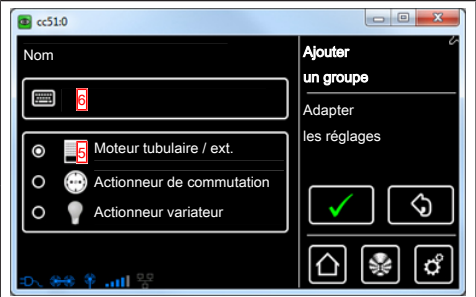 cc51:0
Nom
6
5
Moteur tubulaire / ext.
Actionneur de commutation
Actionneur variateur
Ajouter
un groupe
Adapter
les réglages